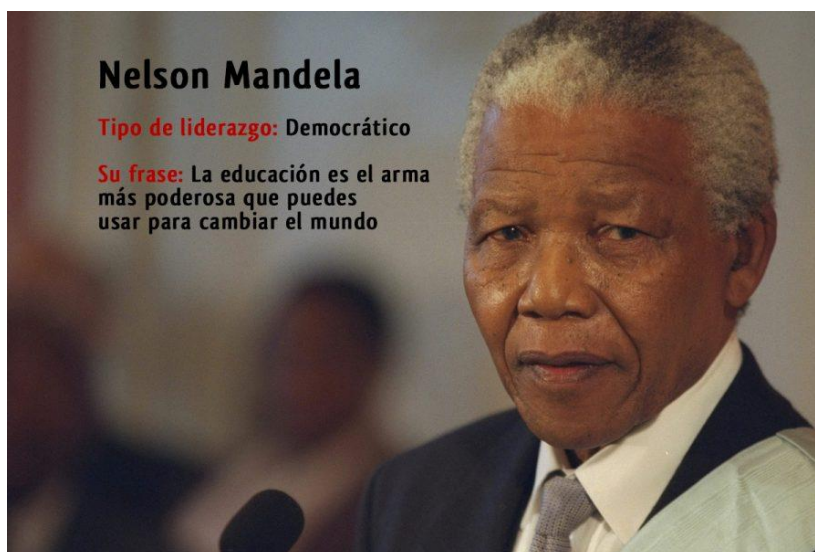 Nelson Mandela
Tipo de liderazgo: Democrático
Su frase: La educación es el arma
más poderosa que puedes
usar para cambiar el mundo